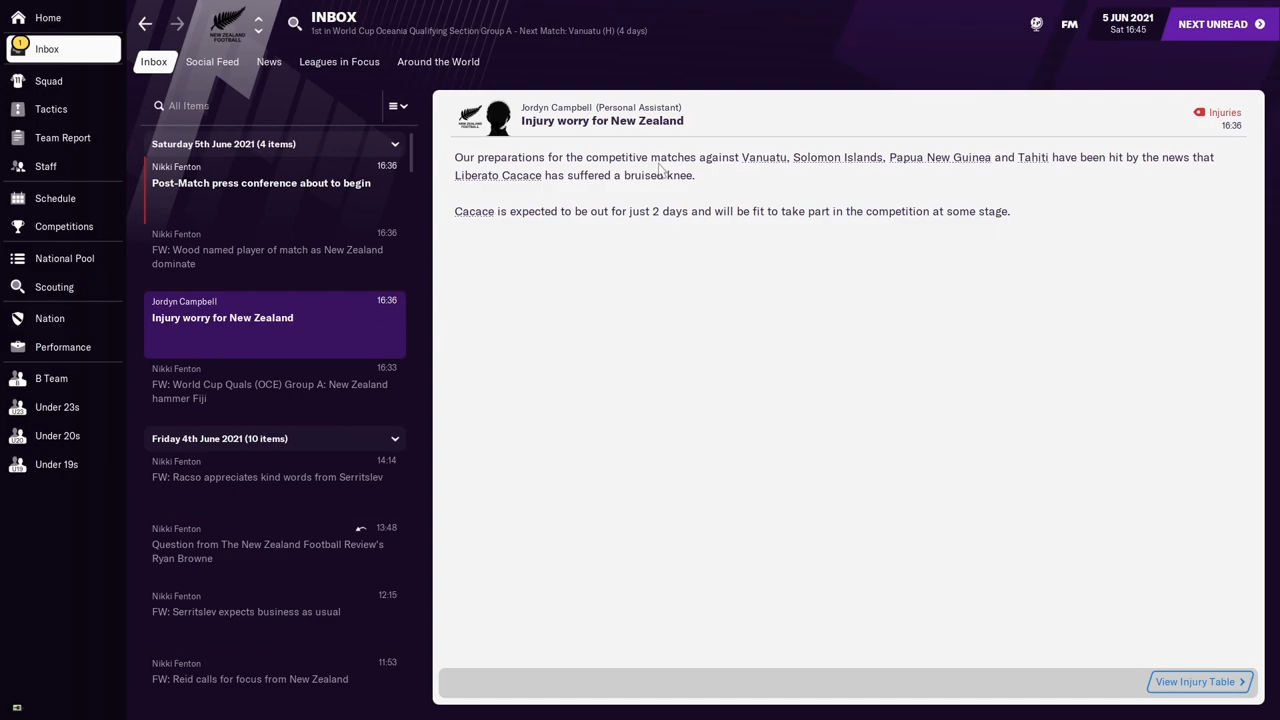 Home
Inbox
1
Squad
Tactics
Team Report
Staff
Schedule
Competitions
National Pool
Scouting
Nation
Performance
B Team
Under 23s
Under 20s
Under 19s
NEW ZEALAND
FOOTBALL
INBOX
1st in World Cup Oceania Qualifying Section Group A - Next Match: Vanuatu (H) (4 days)
FM
5 JUN 2021
Sat 16:45
NEXT UNREAD
Inbox
Social Feed
News
Leagues in Focus
Around the World
All Items
Saturday 5th June 2021 (4 items)
Nikki Fenton 16:36
Post-Match press conference about to begin
Nikki Fenton 16:36
FW: Wood named player of match as New Zealand
dominate
Jordyn Campbell 16:36
Injury worry for New Zealand
Nikki Fenton 16:33
FW: World Cup Quals (OCE) Group A: New Zealand
hammer Fiji
Friday 4th June 2021 (10 items)
Nikki Fenton 14:14
FW: Racso appreciates kind words from Serritslev
Nikki Fenton 13:48
Question from The New Zealand Football Review's
Ryan Browne
Nikki Fenton 12:15
FW: Serritslev expects business as usual
Nikki Fenton 11:53
FW: Reid calls for focus from New Zealand
Jordyn Campbell (Personal Assistant)
Injury worry for New Zealand
Injuries
16:36
Our preparations for the competitive matches against Vanuatu, Solomon Islands, Papua New Guinea and Tahiti have been hit by the news that
Liberato Cacace has suffered a bruised knee.
Cacace is expected to be out for just 2 days and will be fit to take part in the competition at some stage.
View Injury Table